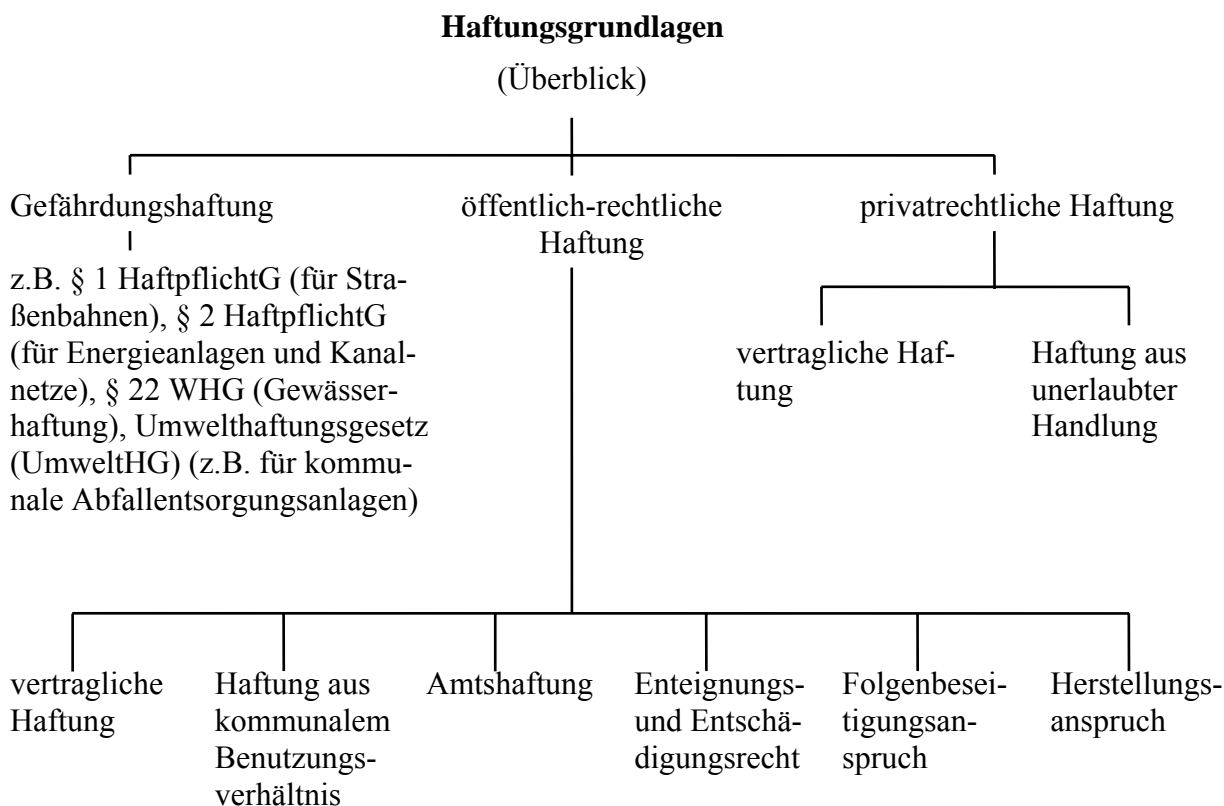 Haftungsgrundlagen
(Überblick)
Gefährdungshaftung
öffentlich-rechtliche
Haftung
privatrechtliche Haftung
z.B. § 1 HaftpflichtG (für Stra-
ßenbahnen), § 2 HaftpflichtG
(für Energieanlagen und Kanal-
netze), § 22 WHG (Gewässer-
haftung), Umwelthaftungsgesetz
(UmweltHG) (z.B. für kommu-
nale Abfallentsorgungsanlagen)
vertragliche Haf-
tung
Haftung aus
unerlaubter
Handlung
vertragliche
Haftung
Haftung aus
kommunalem
Benutzungs-
verhältnis
Amtshaftung
Enteignungs-
und Entschä-
digungsrecht
Folgenbesei-
tigungsan-
spruch
Herstellungs-
anspruch